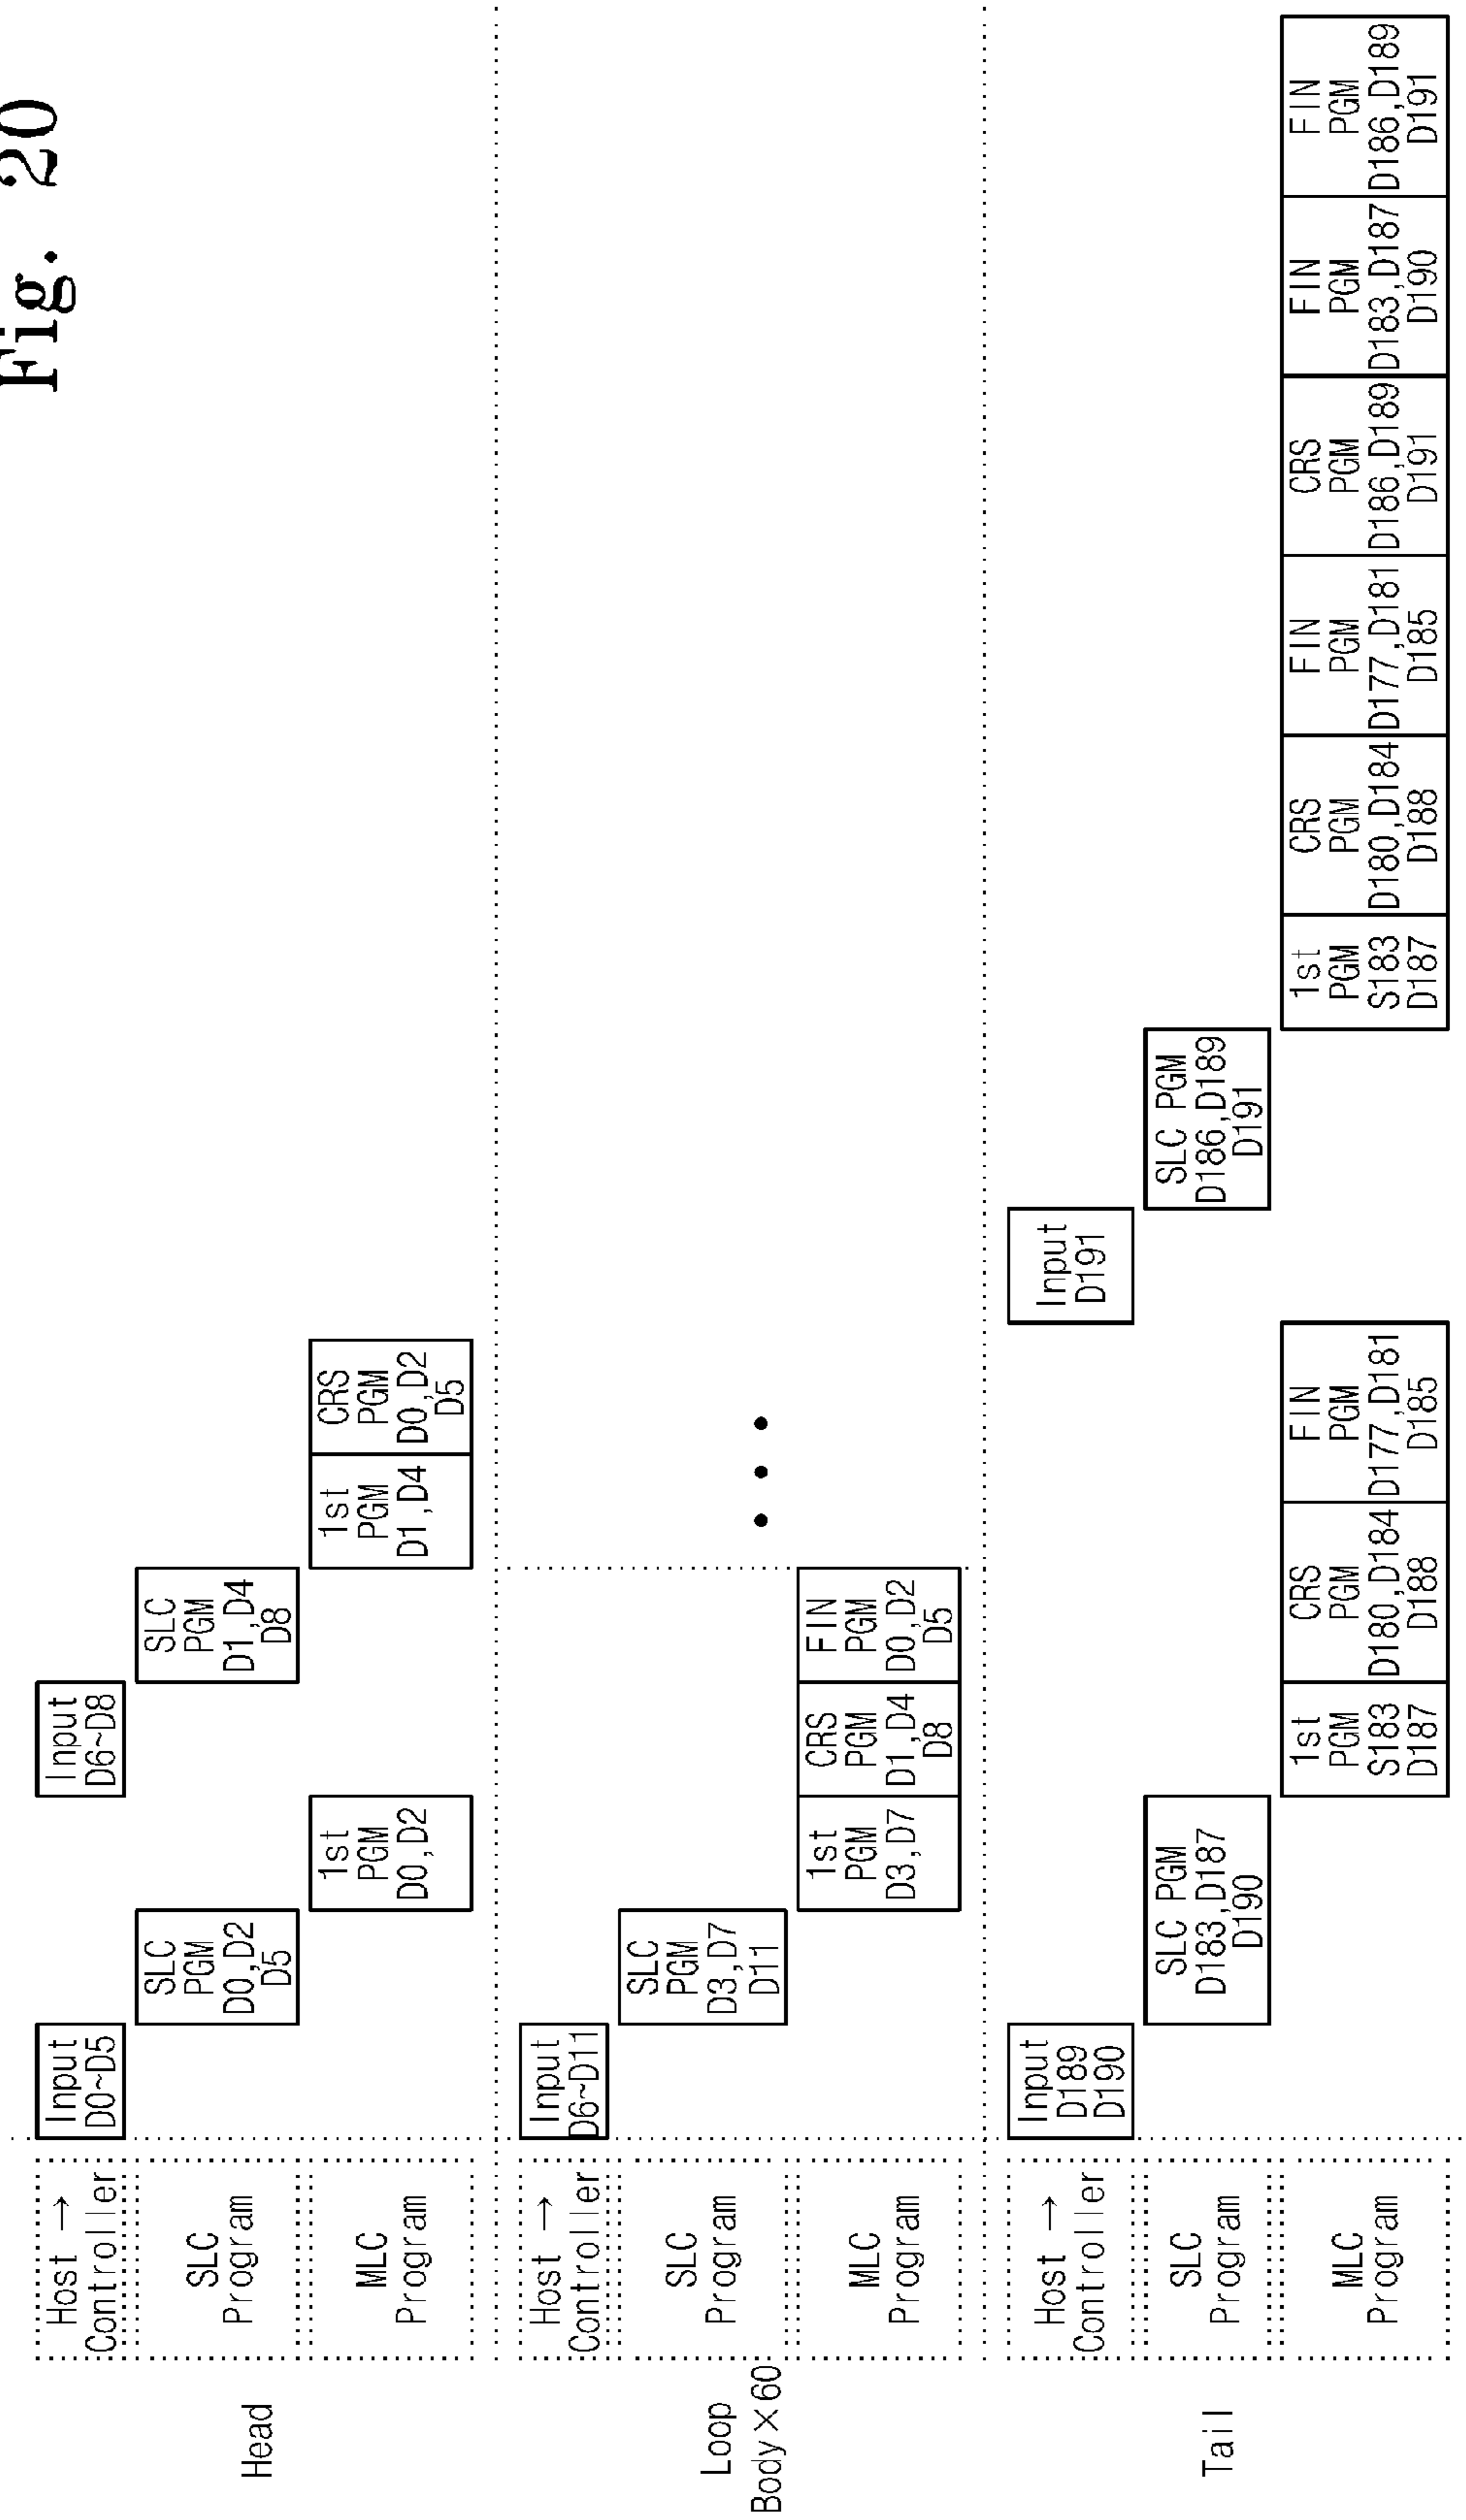 Fig. 20
Head
Host →
Controller
Input
D0~D5
Input
D6~D8
SLC
Program
SLC
PGM
D0,D2
D5
SLC
PGM
D1,D4
D8
MLC
Program
1st
PGM
D0,D2
1st
PGM
D1,D4
CRS
PGM
D0,D2
D5
Loop
Body×60
Host →
Controller
Input
D6~D11
SLC
Program
SLC
PGM
D3,D7
D11
MLC
Program
1st
PGM
D3,D7
CRS
PGM
D1,D4
D8
FIN
PGM
D0,D2
D5
Tail
Host →
Controller
Input
D189
D190
Input
D191
SLC
Program
SLC PGM
D183,D187
D190
SLC PGM
D186,D189
D191
MLC
Program
1st
PGM
S183
D187
CRS
PGM
D180,D184
D188
FIN
PGM
D177,D181
D185
1st
PGM
S183
D187
CRS
PGM
D180,D184
D188
FIN
PGM
D177,D181
D185
CRS
PGM
D186,D189
D191
FIN
PGM
D183,D187
D190
FIN
PGM
D186,D189
D191